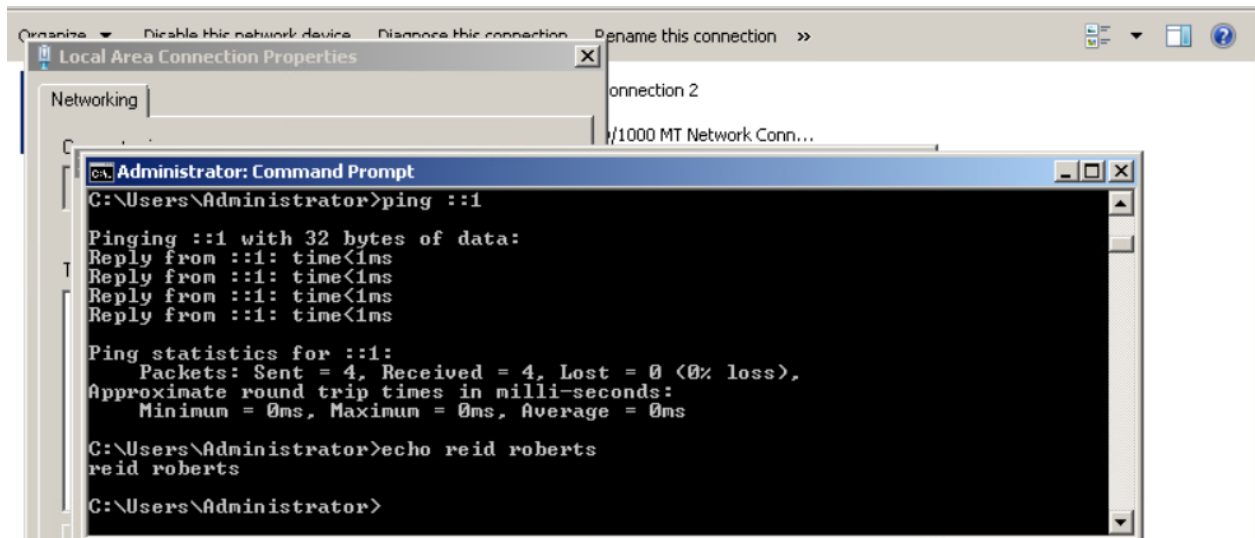 Organize Disable this network device Diagnose this connection Rename this connection »
Local Area Connection Properties
Networking
onnection 2
/1000 MT Network Conn...
Administrator: Command Prompt
C:\Users\Administrator>ping ::1
Pinging ::1 with 32 bytes of data:
Reply from ::1: time<1ms
Reply from ::1: time<1ms
Reply from ::1: time<1ms
Reply from ::1: time<1ms
Ping statistics for ::1:
Packets: Sent = 4, Received = 4, Lost = 0 (0% loss),
Approximate round trip times in milli-seconds:
Minimum = 0ms, Maximum = 0ms, Average = 0ms
C:\Users\Administrator>echo reid roberts
reid roberts
C:\Users\Administrator>